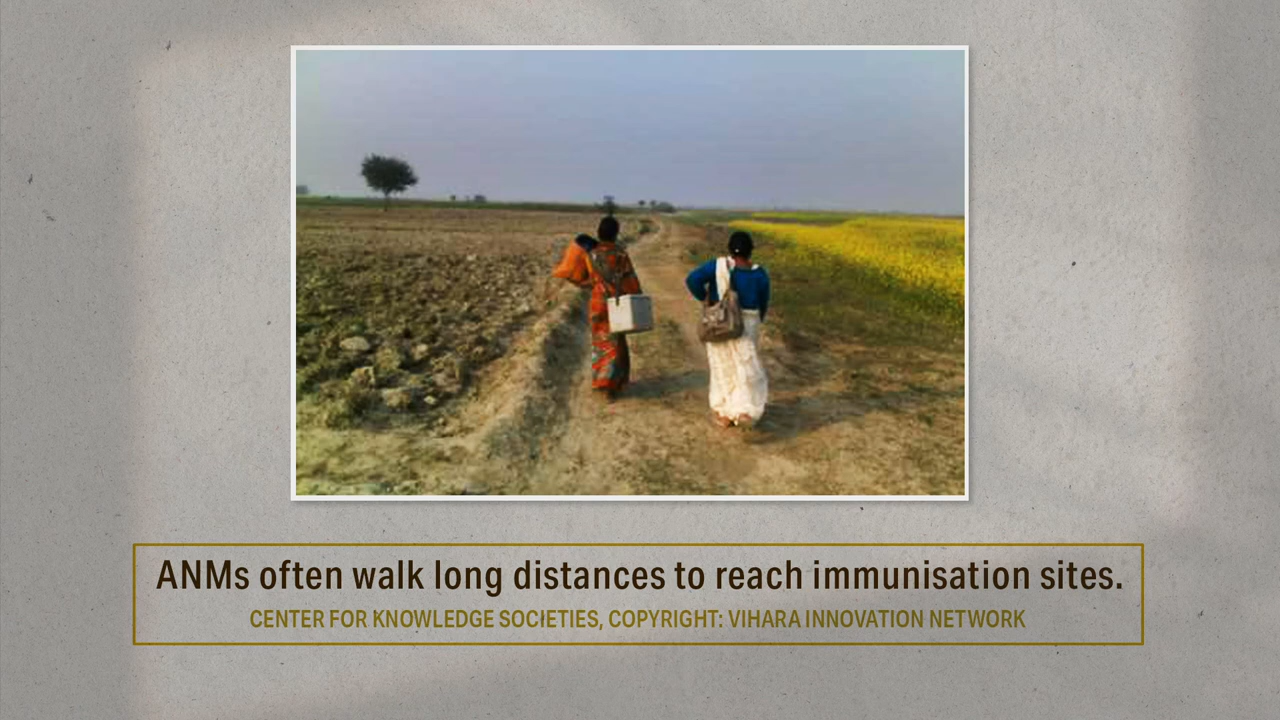 ANMs often walk long distances to reach immunisation sites.
CENTER FOR KNOWLEDGE SOCIETIES, COPYRIGHT: VIHARA INNOVATION NETWORK